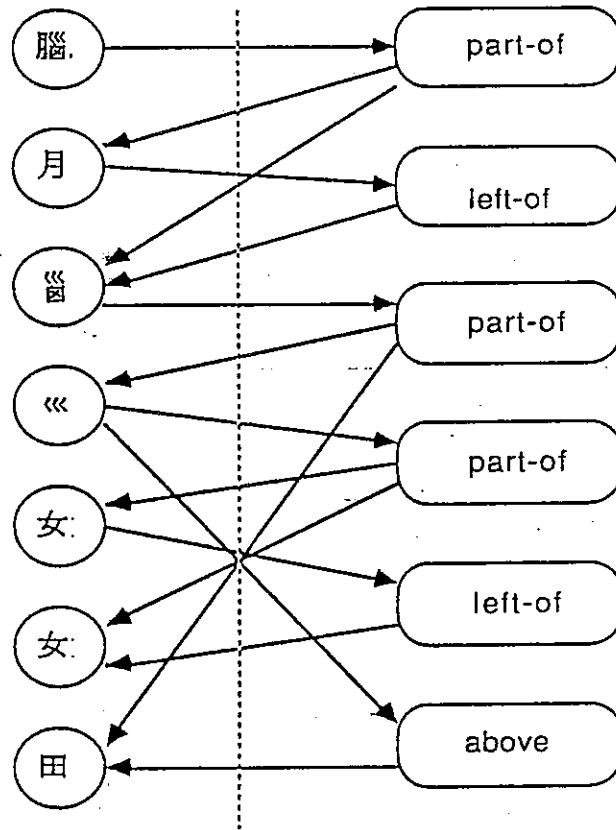 腦
part-of
月
left-of
𡿺
part-of
巛
part-of
女
left-of
女
田
above